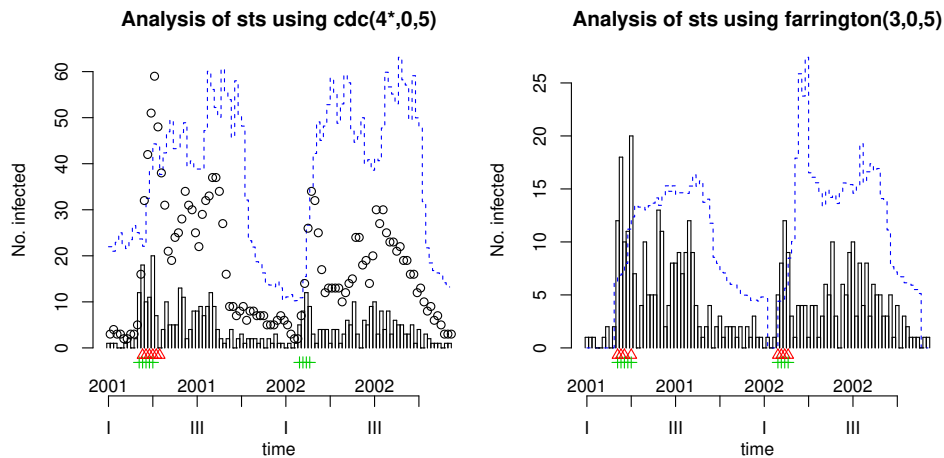 Analysis of sts using cdc(4*,0,5)
No. infected
60
50
40
30
20
10
0
2001 2001 2002 2002
I III I III
time
Analysis of sts using farrington(3,0,5)
No. infected
25
20
15
10
5
0
2001 2001 2002 2002
I III I III
time